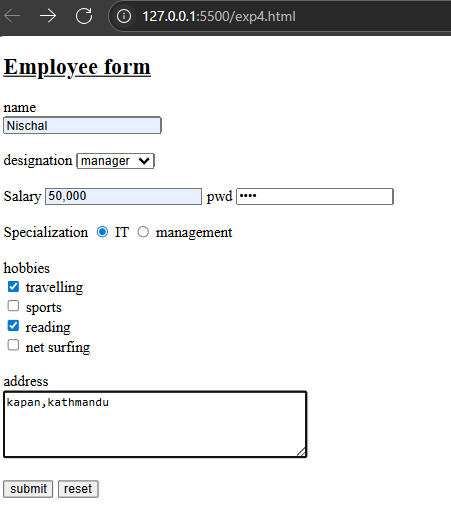 127.0.0.1:5500/exp4.html
Employee form
name
Nischal
designation manager
Salary 50,000 pwd ••••
Specialization IT management
hobbies
travelling
sports
reading
net surfing
address
kapan,kathmandu
submit reset